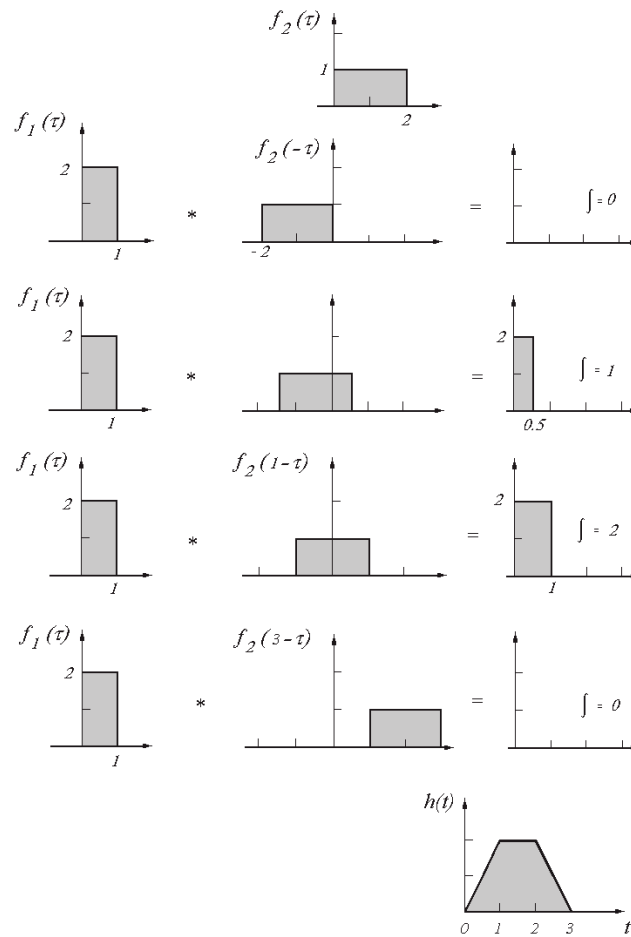 f₂(τ)
1
2
f₁(τ)
2
1
*
f₂(-τ)
-2
=
∫ = 0
f₁(τ)
2
1
*
=
2
0.5
∫ = 1
f₁(τ)
2
1
*
f₂(1-τ)
=
2
1
∫ = 2
f₁(τ)
2
1
*
f₂(3-τ)
=
∫ = 0
h(t)
0 1 2 3 t